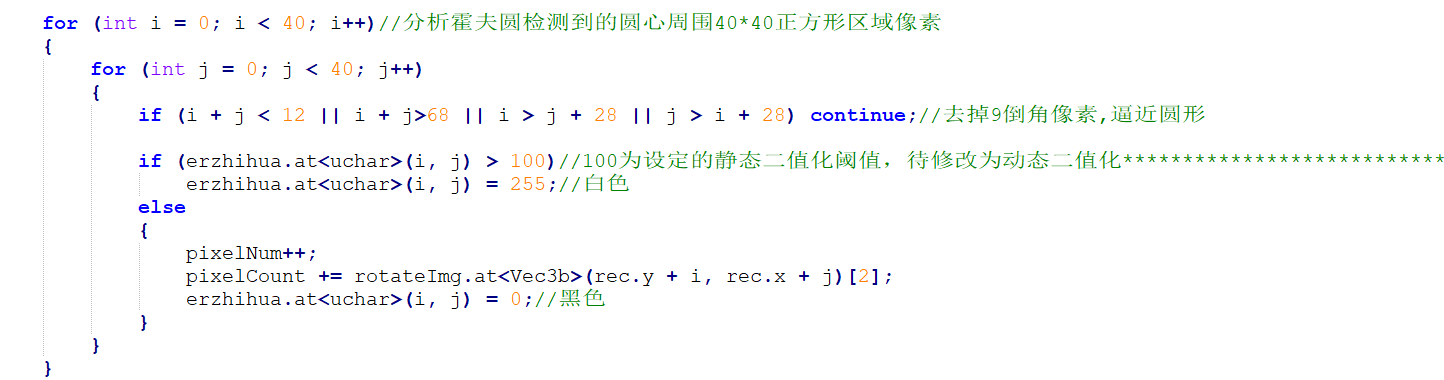 for (int i = 0; i < 40; i++)//分析霍夫圆检测到的圆心周围40*40正方形区域像素
{
for (int j = 0; j < 40; j++)
{
if (i + j < 12 || i + j>68 || i > j + 28 || j > i + 28) continue;//去掉9倒角像素,逼近圆形
if (erzhihua.at<uchar>(i, j) > 100)//100为设定的静态二值化阈值，待修改为动态二值化***************************
erzhihua.at<uchar>(i, j) = 255;//白色
else
{
pixelNum++;
pixelCount += rotateImg.at<Vec3b>(rec.y + i, rec.x + j)[2];
erzhihua.at<uchar>(i, j) = 0;//黑色
}
}
}